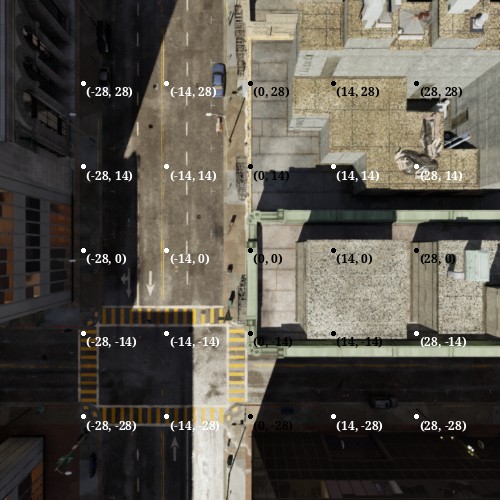 (-28, 28) (-14, 28) (0, 28) (14, 28) (28, 28)
(-28, 14) (-14, 14) (0, 14) (14, 14) (28, 14)
(-28, 0) (-14, 0) (0, 0) (14, 0) (28, 0)
(-28, -14) (-14, -14) (0, -14) (14, -14) (28, -14)
(-28, -28) (-14, -28) (0, -28) (14, -28) (28, -28)